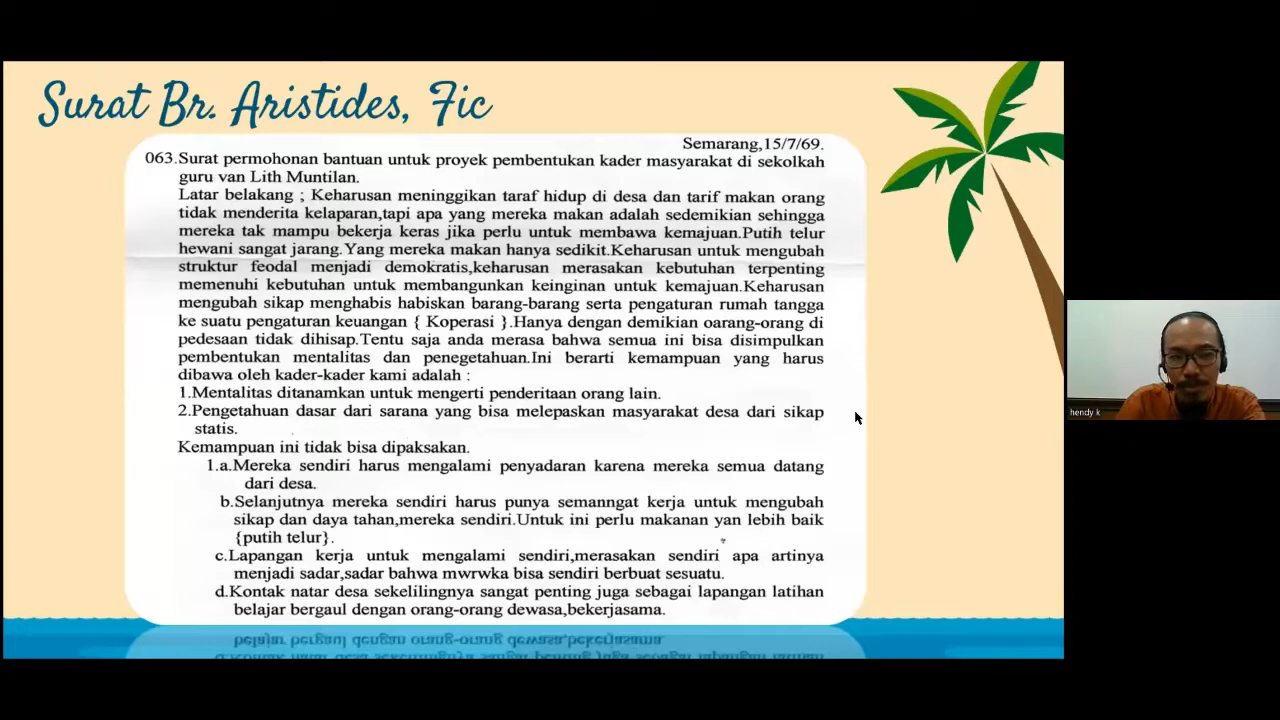 Surat Br. Aristides, Fic
Semarang,15/7/69.
063.Surat permohonan bantuan untuk proyek pembentukan kader masyarakat di sekolkah
guru van Lith Muntilan.
Latar belakang ; Keharusan meninggikan taraf hidup di desa dan tarif makan orang
tidak menderita kelaparan,tapi apa yang mereka makan adalah sedemikian sehingga
mereka tak mampu bekerja keras jika perlu untuk membawa kemajuan.Putih telur
hewani sangat jarang.Yang mereka makan hanya sedikit.Keharusan untuk mengubah
struktur feodal menjadi demokratis,keharusan merasakan kebutuhan terpenting
memenuhi kebutuhan untuk membangunkan keinginan untuk kemajuan.Keharusan
mengubah sikap menghabis habiskan barang-barang serta pengaturan rumah tangga
ke suatu pengaturan keuangan { Koperasi }.Hanya dengan demikian oarang-orang di
pedesaan tidak dihisap.Tentu saja anda merasa bahwa semua ini bisa disimpulkan
pembentukan mentalitas dan penegetahuan.Ini berarti kemampuan yang harus
dibawa oleh kader-kader kami adalah :
1.Mentalitas ditanamkan untuk mengerti penderitaan orang lain.
2.Pengetahuan dasar dari sarana yang bisa melepaskan masyarakat desa dari sikap
statis.
Kemampuan ini tidak bisa dipaksakan.
1.a.Mereka sendiri harus mengalami penyadaran karena mereka semua datang
dari desa.
b.Selanjutnya mereka sendiri harus punya semanngat kerja untuk mengubah
sikap dan daya tahan,mereka sendiri.Untuk ini perlu makanan yan lebih baik
{putih telur}.
c.Lapangan kerja untuk mengalami sendiri,merasakan sendiri apa artinya
menjadi sadar,sadar bahwa mwrwka bisa sendiri berbuat sesuatu.
d.Kontak natar desa sekelilingnya sangat penting juga sebagai lapangan latihan
belajar bergaul dengan orang-orang dewasa,bekerjasama.
hendy k